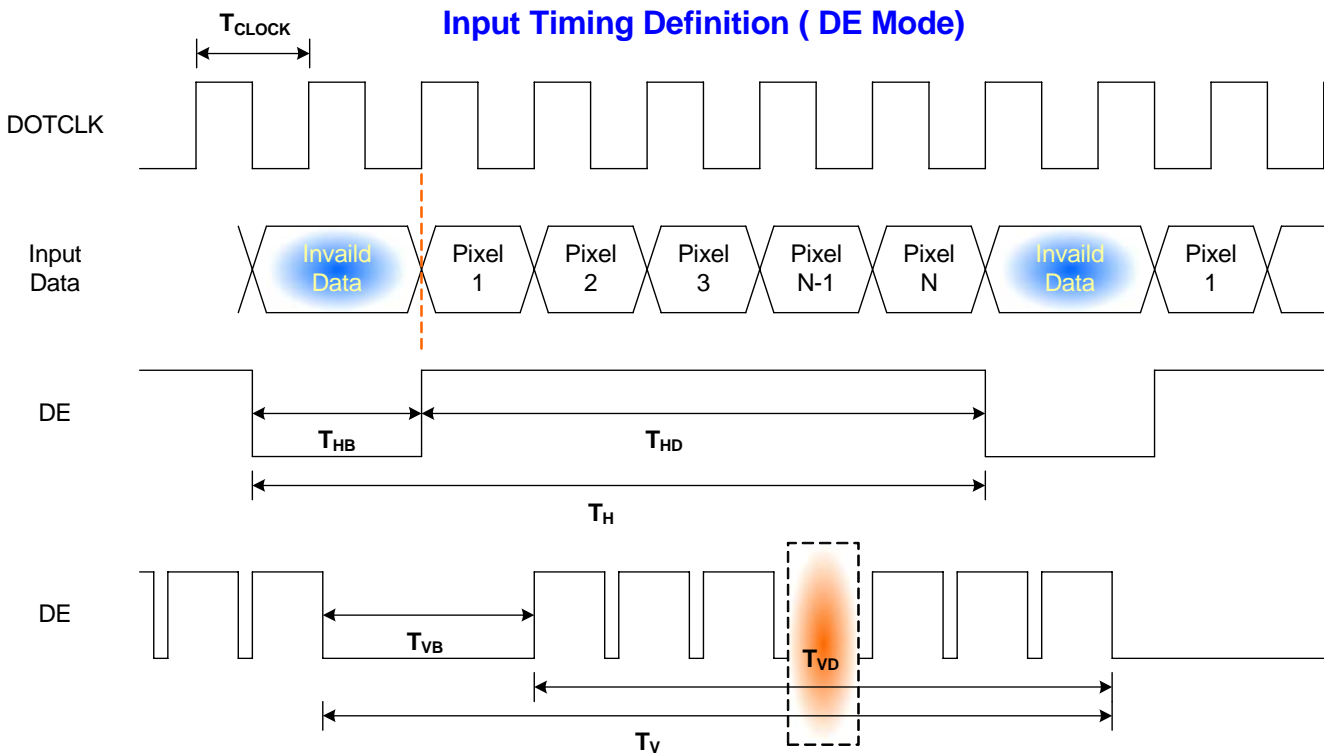 Input Timing Definition ( DE Mode)
TCLOCK
DOTCLK
Input
Data
Invaild
Data
Pixel
1
Pixel
2
Pixel
3
Pixel
N-1
Pixel
N
Invaild
Data
Pixel
1
DE
THB
THD
TH
DE
TVB
TVD
TV